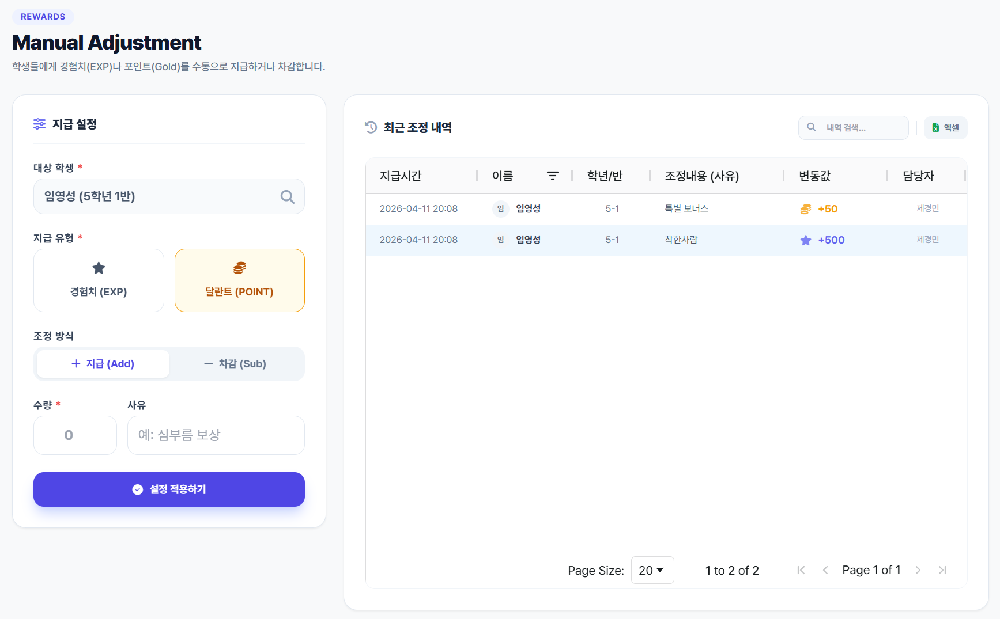 REWARDS
Manual Adjustment
학생들에게 경험치(EXP)나 포인트(Gold)를 수동으로 지급하거나 차감합니다.
지급 설정
대상 학생 *
임영성 (5학년 1반)
지급 유형 *
경험치 (EXP)
달란트 (POINT)
조정 방식
지급 (Add)
차감 (Sub)
수량 *
사유
0
예: 심부름 보상
설정 적용하기
최근 조정 내역
내역 검색...
엑셀
지급시간 이름 학년/반 조정내용 (사유) 변동값 담당자
2026-04-11 20:08 임 임영성 5-1 특별 보너스 +50 제경민
2026-04-11 20:08 임 임영성 5-1 착한사람 +500 제경민
Page Size: 20 1 to 2 of 2 Page 1 of 1